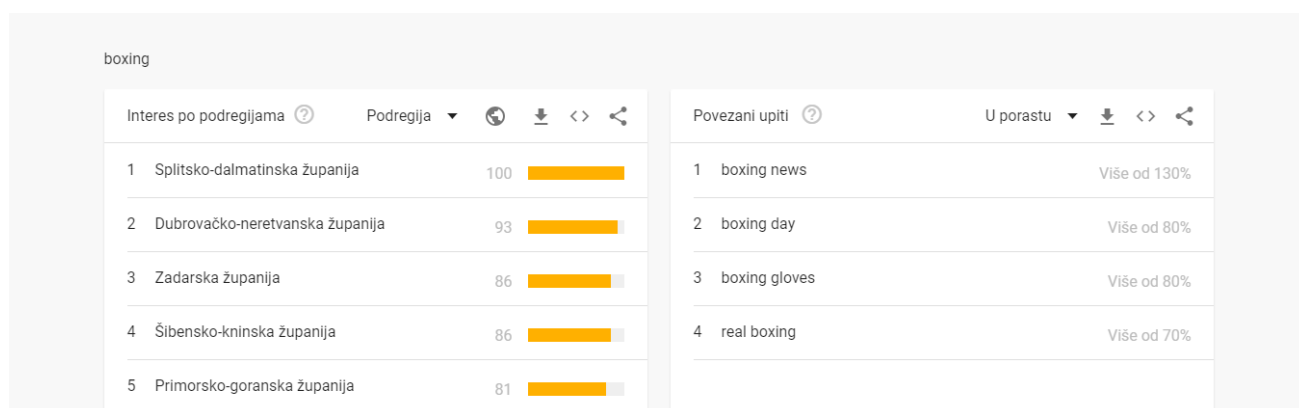 boxing
Interes po podregijama ? Podregija
1 Splitsko-dalmatinska županija 100
2 Dubrovačko-neretvanska županija 93
3 Zadarska županija 86
4 Šibensko-kninska županija 86
5 Primorsko-goranska županija 81
Povezani upiti ? U porastu
1 boxing news Više od 130%
2 boxing day Više od 80%
3 boxing gloves Više od 80%
4 real boxing Više od 70%